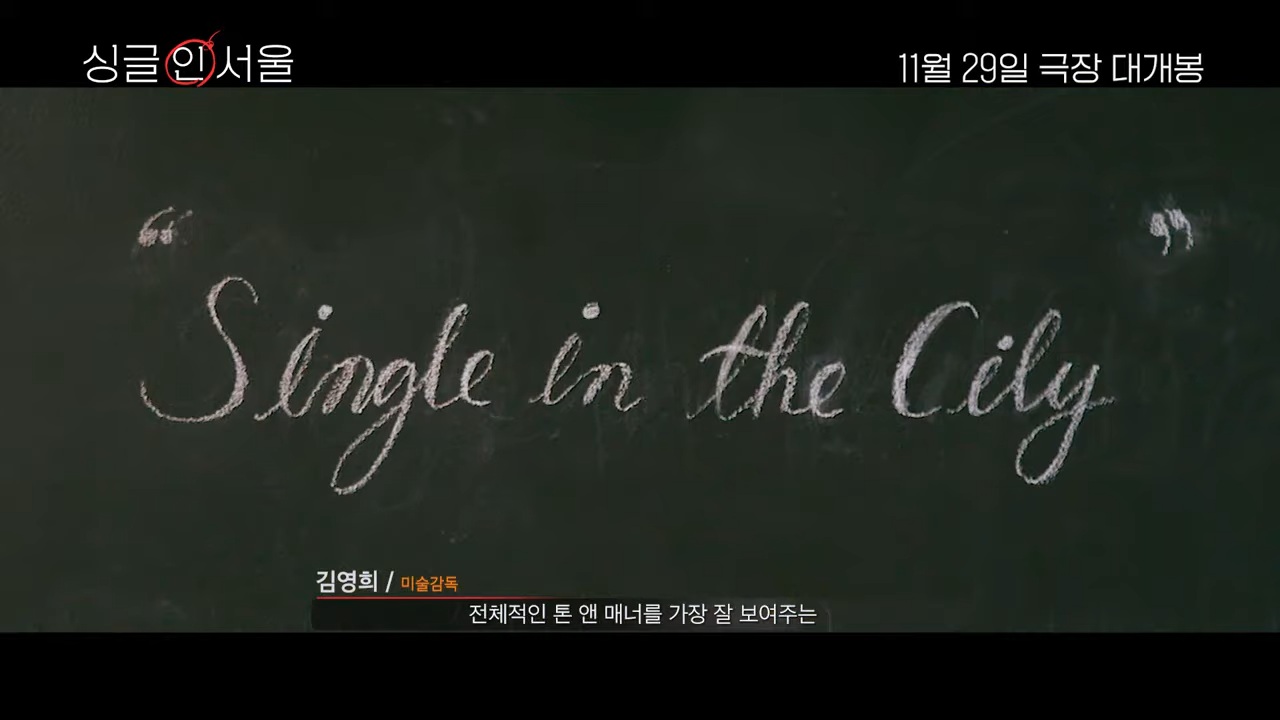 싱글 인 서울
11월 29일 극장 대개봉
“ ”
Single in the City
김영희 / 미술감독
전체적인 톤 앤 매너를 가장 잘 보여주는